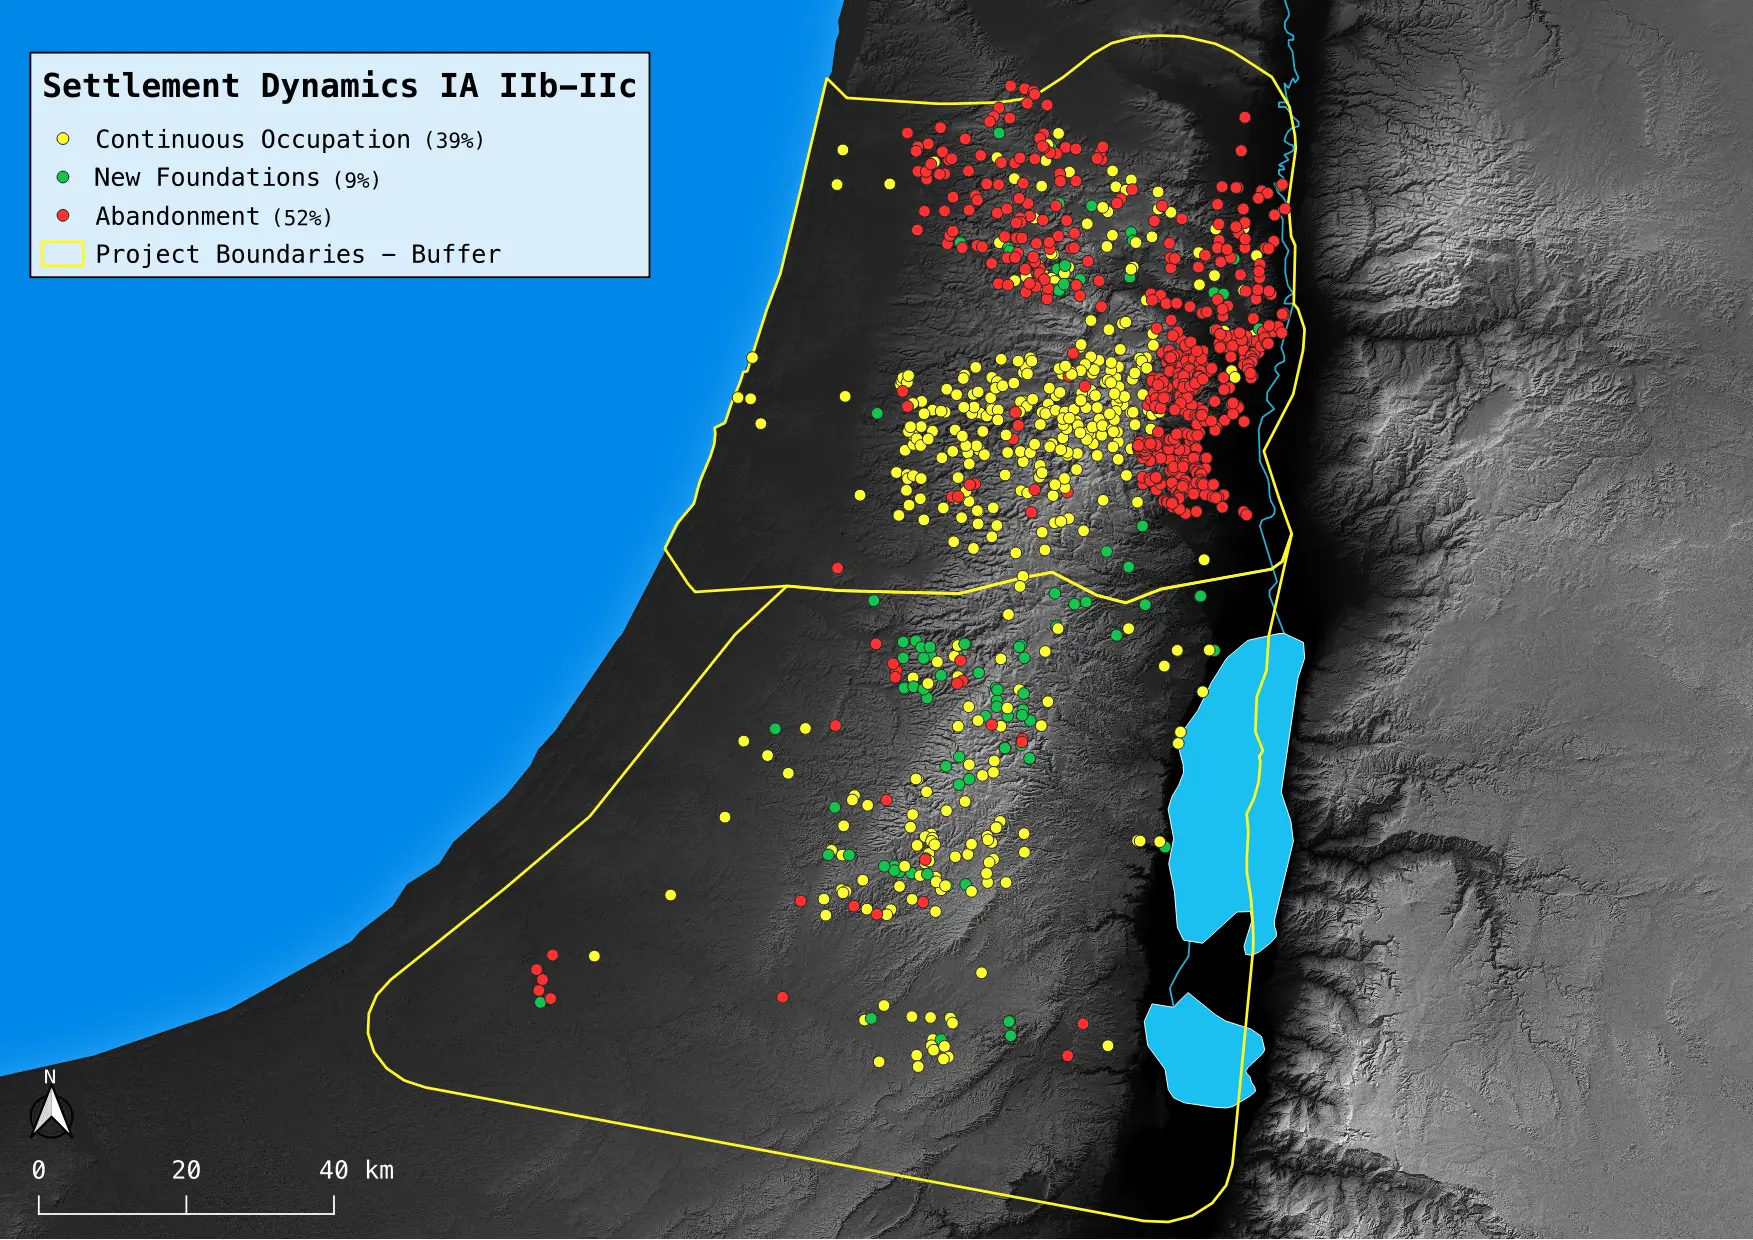 Settlement Dynamics IA IIb–IIc
Continuous Occupation (39%)
New Foundations (9%)
Abandonment (52%)
Project Boundaries – Buffer
N
0 20 40 km